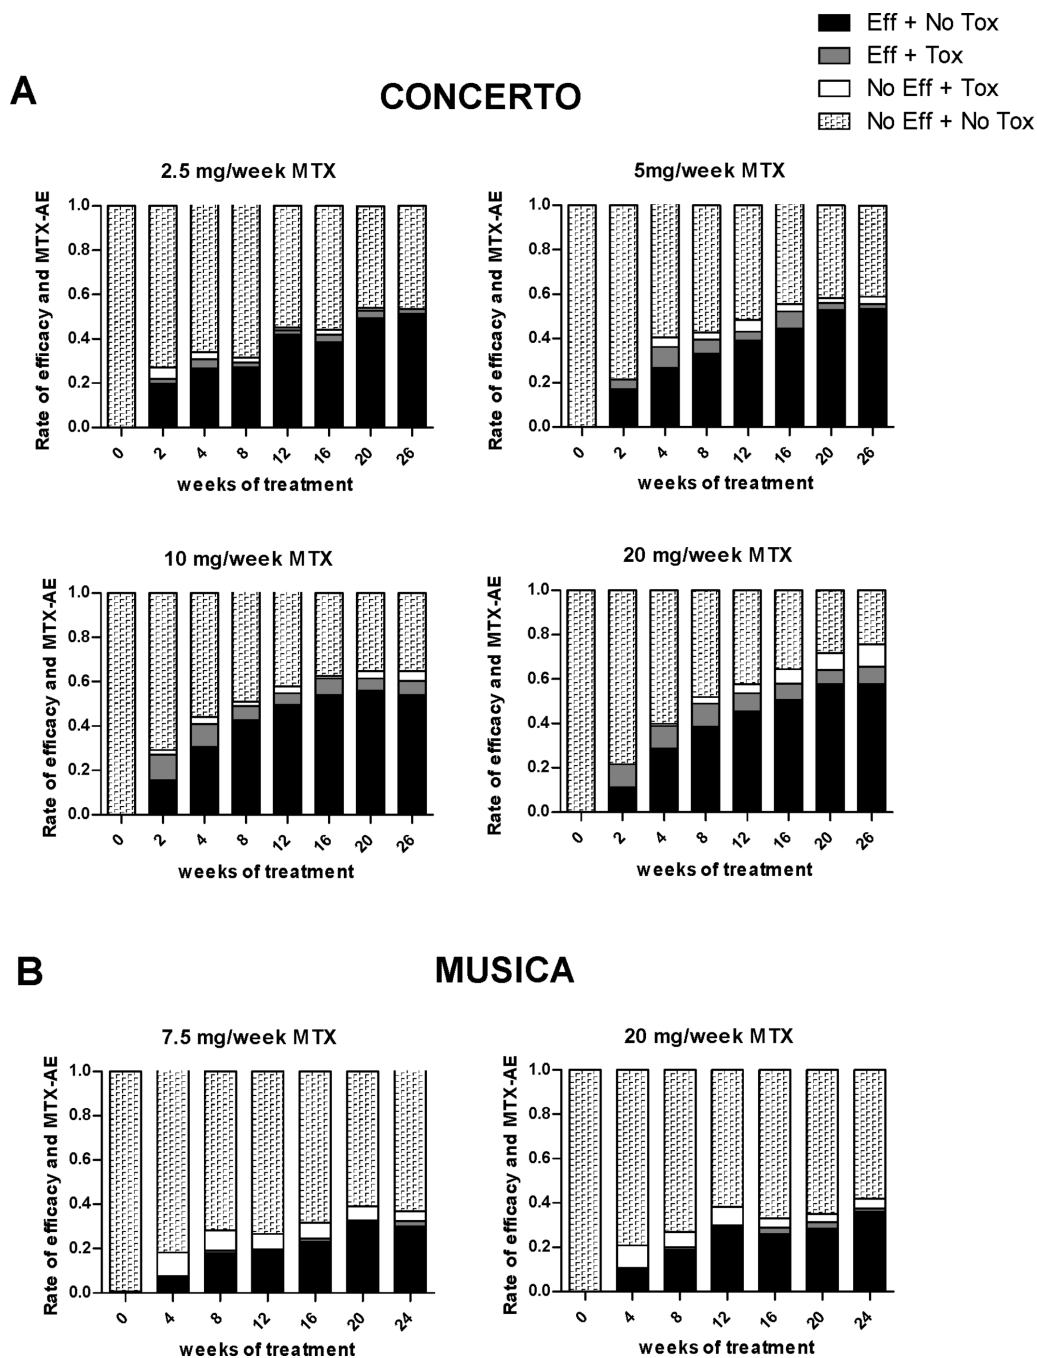 Eff + No Tox
Eff + Tox
No Eff + Tox
No Eff + No Tox
A
CONCERTO
2.5 mg/week MTX
Rate of efficacy and MTX-AE
1.0
0.8
0.6
0.4
0.2
0.0
0 2 4 8 12 16 20 26
weeks of treatment
5mg/week MTX
Rate of efficacy and MTX-AE
1.0
0.8
0.6
0.4
0.2
0.0
0 2 4 8 12 16 20 26
weeks of treatment
10 mg/week MTX
Rate of efficacy and MTX-AE
1.0
0.8
0.6
0.4
0.2
0.0
0 2 4 8 12 16 20 26
weeks of treatment
20 mg/week MTX
Rate of efficacy and MTX-AE
1.0
0.8
0.6
0.4
0.2
0.0
0 2 4 8 12 16 20 26
weeks of treatment
B
MUSICA
7.5 mg/week MTX
Rate of efficacy and MTX-AE
1.0
0.8
0.6
0.4
0.2
0.0
0 4 8 12 16 20 24
weeks of treatment
20 mg/week MTX
Rate of efficacy and MTX-AE
1.0
0.8
0.6
0.4
0.2
0.0
0 4 8 12 16 20 24
weeks of treatment